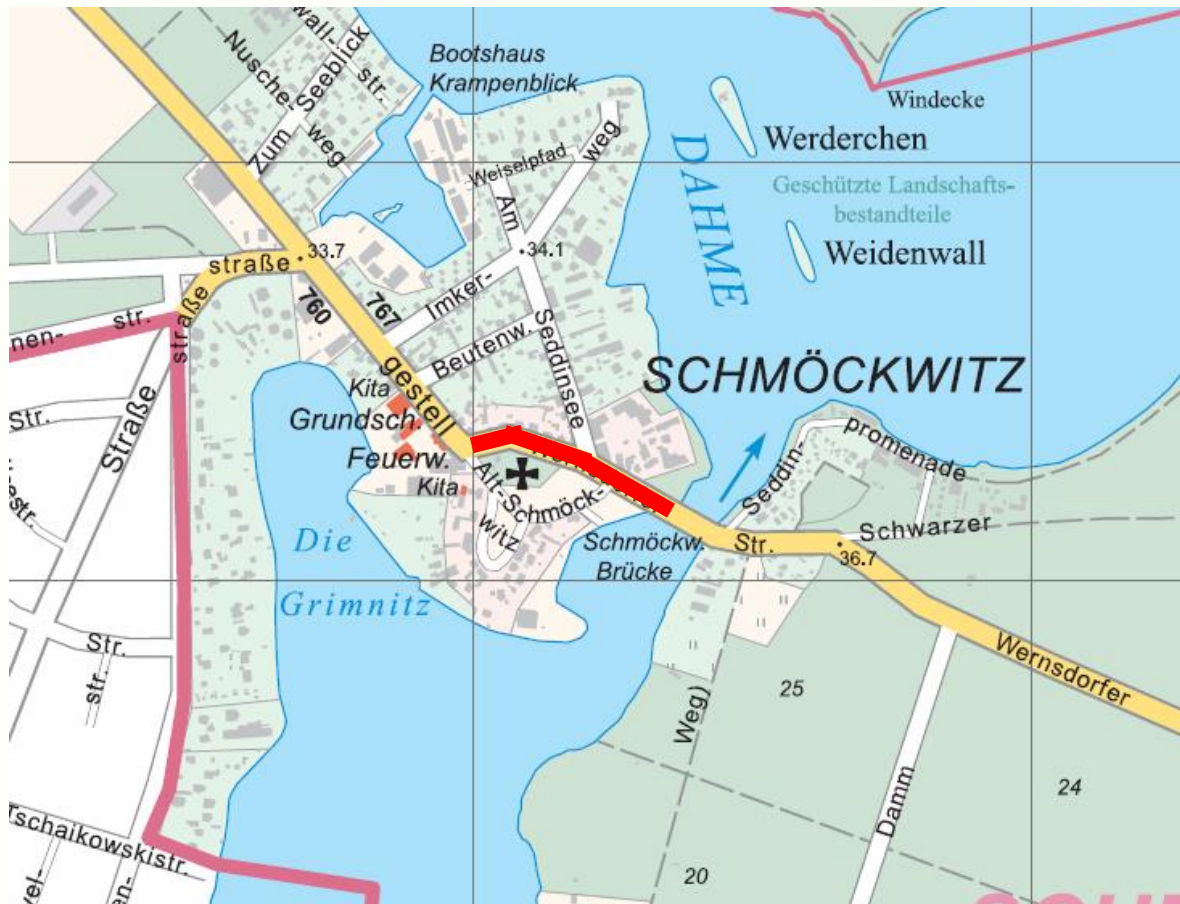 wall-
str.
Nusche-
weg
Zum Seeblick
Bootshaus
Krampenblick
Windecke
Werderchen
Geschützte Landschafts-
bestandteile
Weidenwall
DAHME
Weiselpfad
Am
Seddinsee
weg
Imker-
34.1
33.7
straße
straße
str.
nen-
760
767
Beutenw.
gestell
Kita
Grundsch.
Feuerw.
Kita
SCHMÖCKWITZ
Alt-Schmöck-
witz
Seddin-
promenade
Schwarzer
Schmöckw.
Brücke
Str.
36.7
Str.
Straße
Die
Grimnitz
Wernsdorfer
Str.
str.
25
Weg)
Damm
24
20
Tschaikowskistr.
vel-
en-